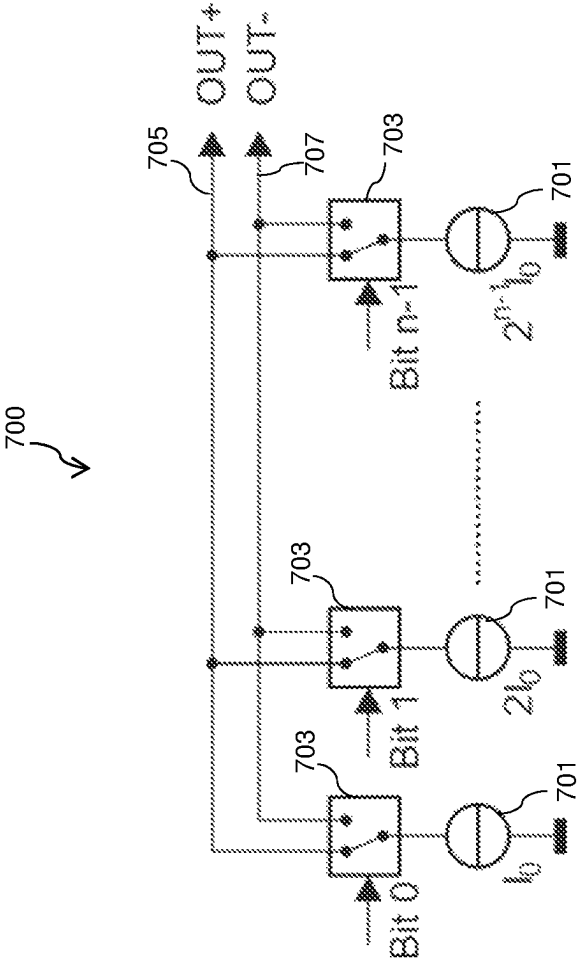 700
705
OUT+
OUT-
707
703
703
703
Bit 0
Bit 1
Bit n-1
701
701
701
I₀
2I₀
2ⁿ⁻¹I₀